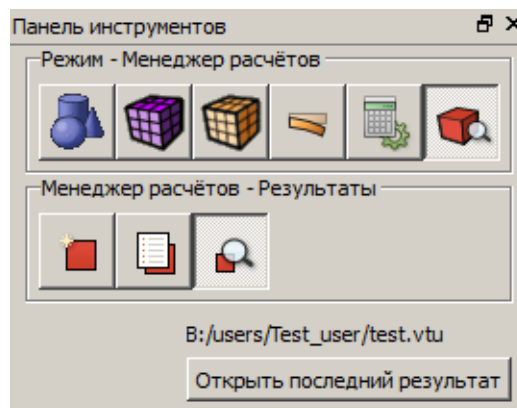 Панель инструментов
Режим - Менеджер расчётов
Менеджер расчётов - Результаты
B:/users/Test_user/test.vtu
Открыть последний результат